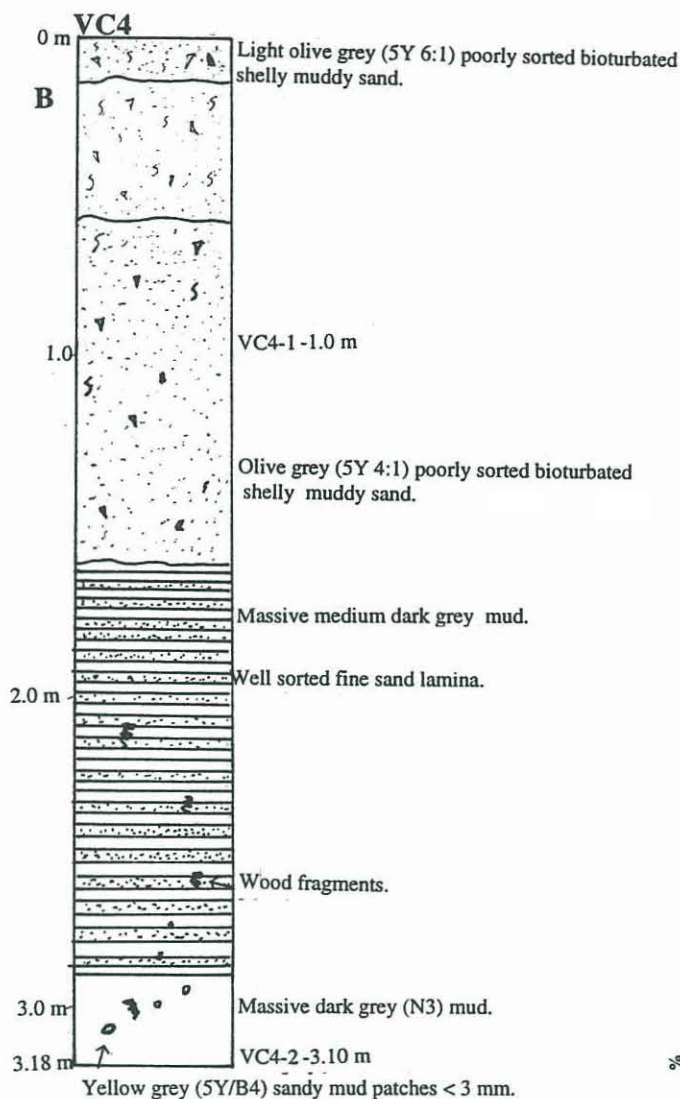 VC4
0 m
Light olive grey (5Y 6:1) poorly sorted bioturbated
shelly muddy sand.
B
1.0
VC4-1 -1.0 m
Olive grey (5Y 4:1) poorly sorted bioturbated
shelly muddy sand.
Massive medium dark grey mud.
Well sorted fine sand lamina.
2.0 m
Wood fragments.
3.0 m
Massive dark grey (N3) mud.
3.18 m
VC4-2 -3.10 m
%
Yellow grey (5Y/B4) sandy mud patches < 3 mm.